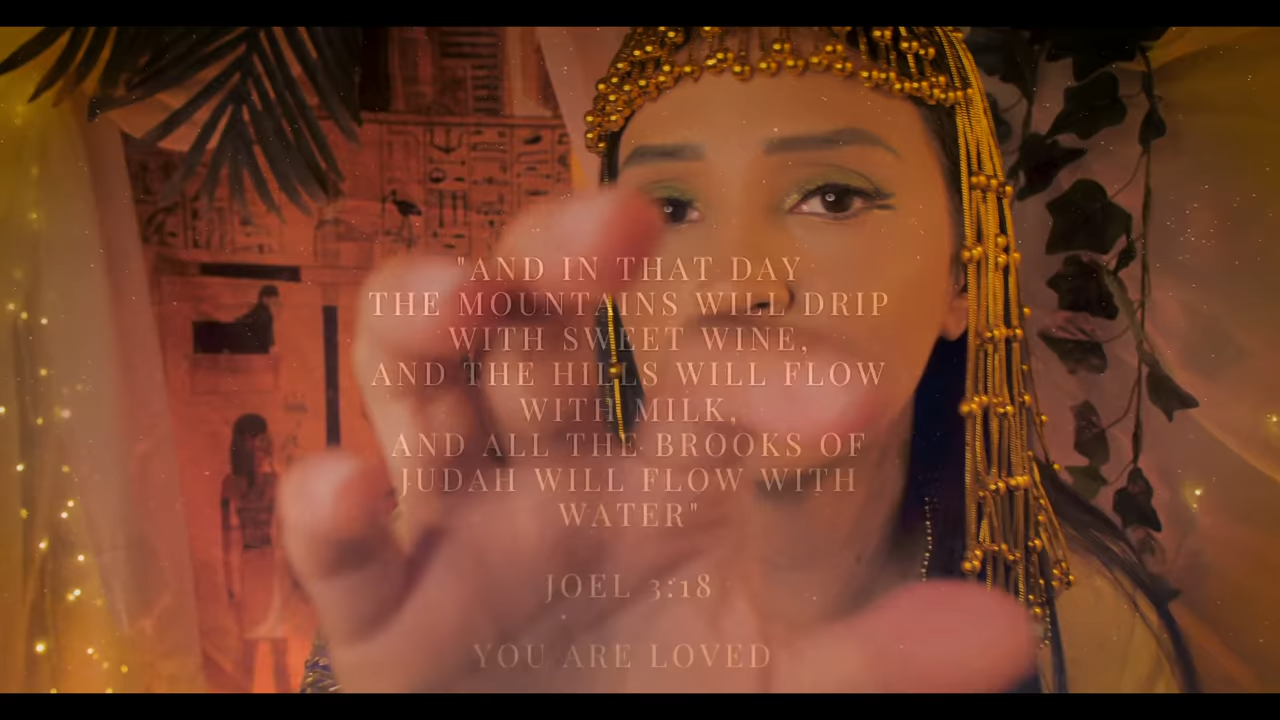 "AND IN THAT DAY
THE MOUNTAINS WILL DRIP
WITH SWEET WINE,
AND THE HILLS WILL FLOW
WITH MILK,
AND ALL THE BROOKS OF
JUDAH WILL FLOW WITH
WATER"
JOEL 3:18
YOU ARE LOVED